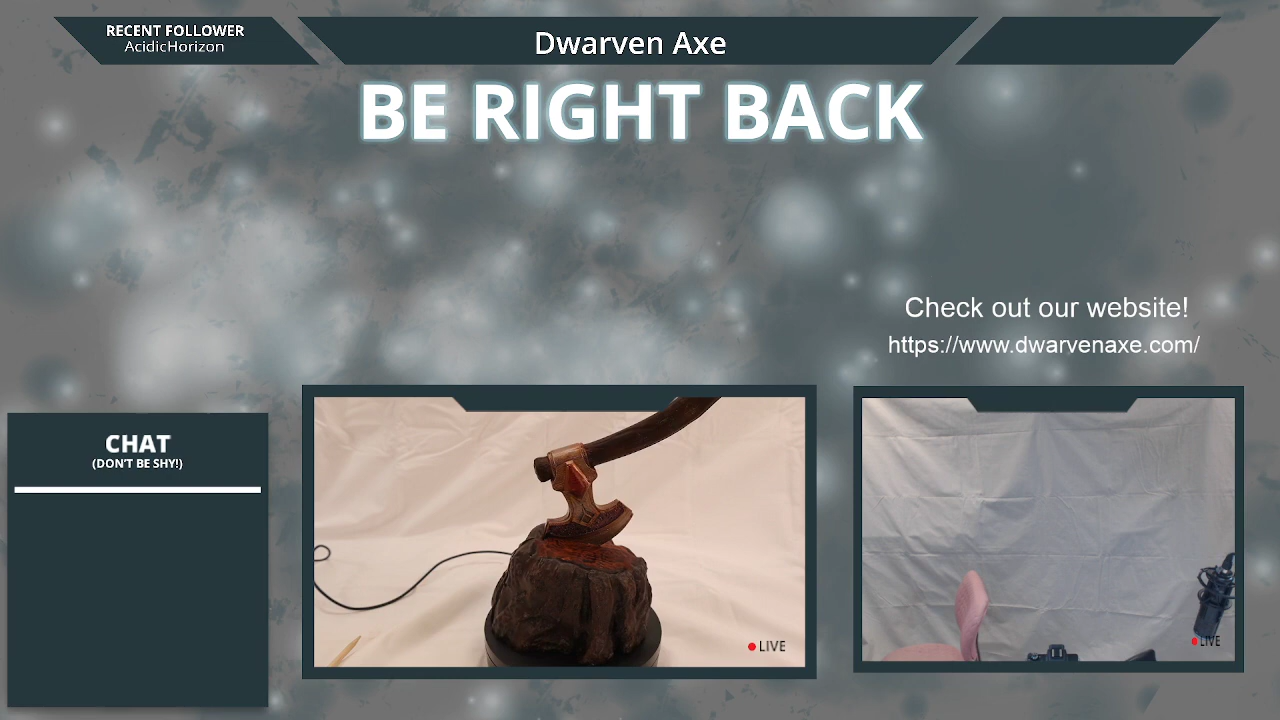 RECENT FOLLOWER
AcidicHorizon
Dwarven Axe
BE RIGHT BACK
Check out our website!
https://www.dwarvenaxe.com/
CHAT
(DON'T BE SHY!)
LIVE
LIVE